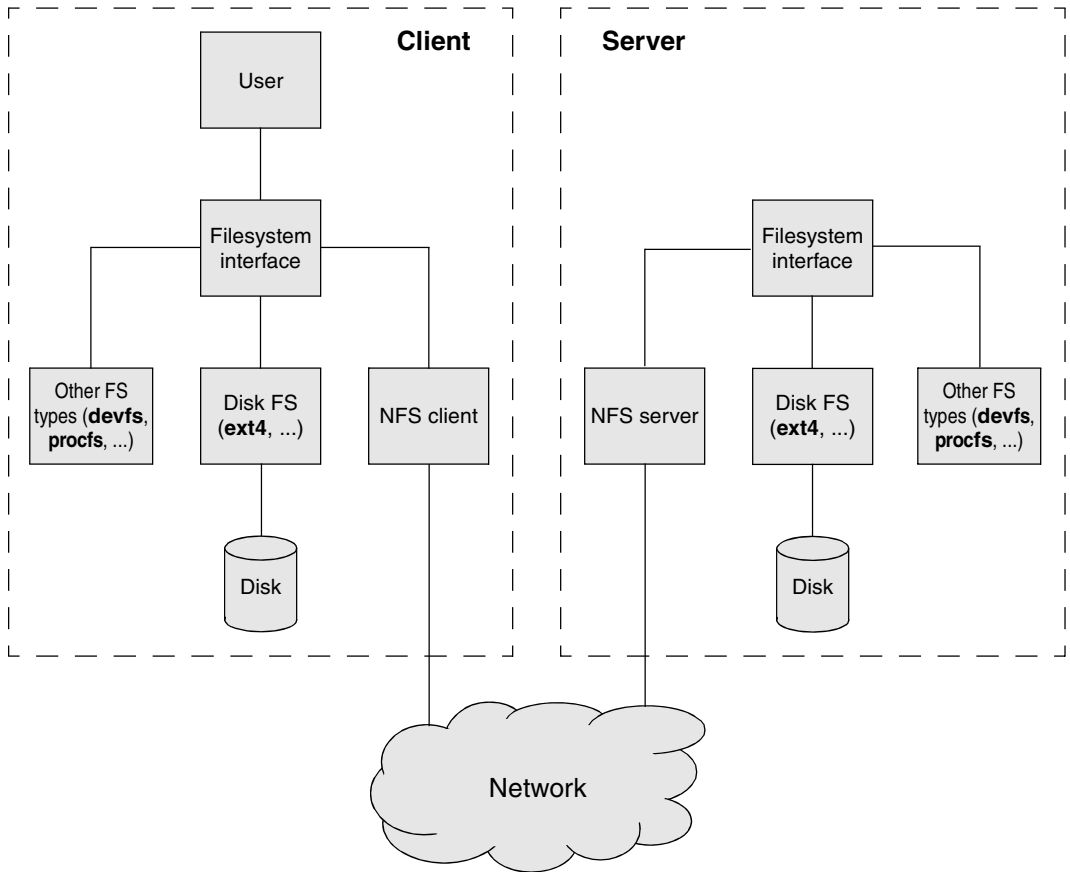 Client
Server
User
Filesystem
interface
Filesystem
interface
Other FS
types (devfs,
procfs, ...)
Disk FS
(ext4, ...)
NFS client
NFS server
Disk FS
(ext4, ...)
Other FS
types (devfs,
procfs, ...)
Disk
Disk
Network